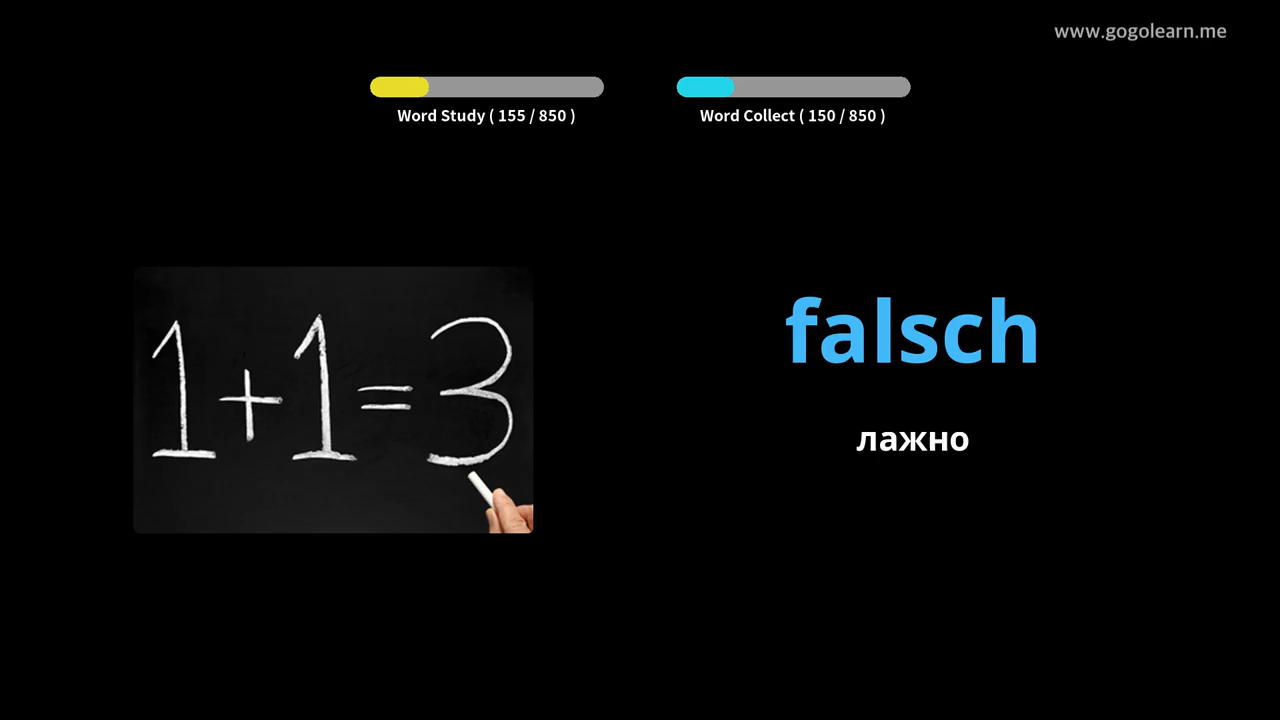 www.gogolearn.me
Word Study ( 155 / 850 )
Word Collect ( 150 / 850 )
1+1=3
falsch
лажно